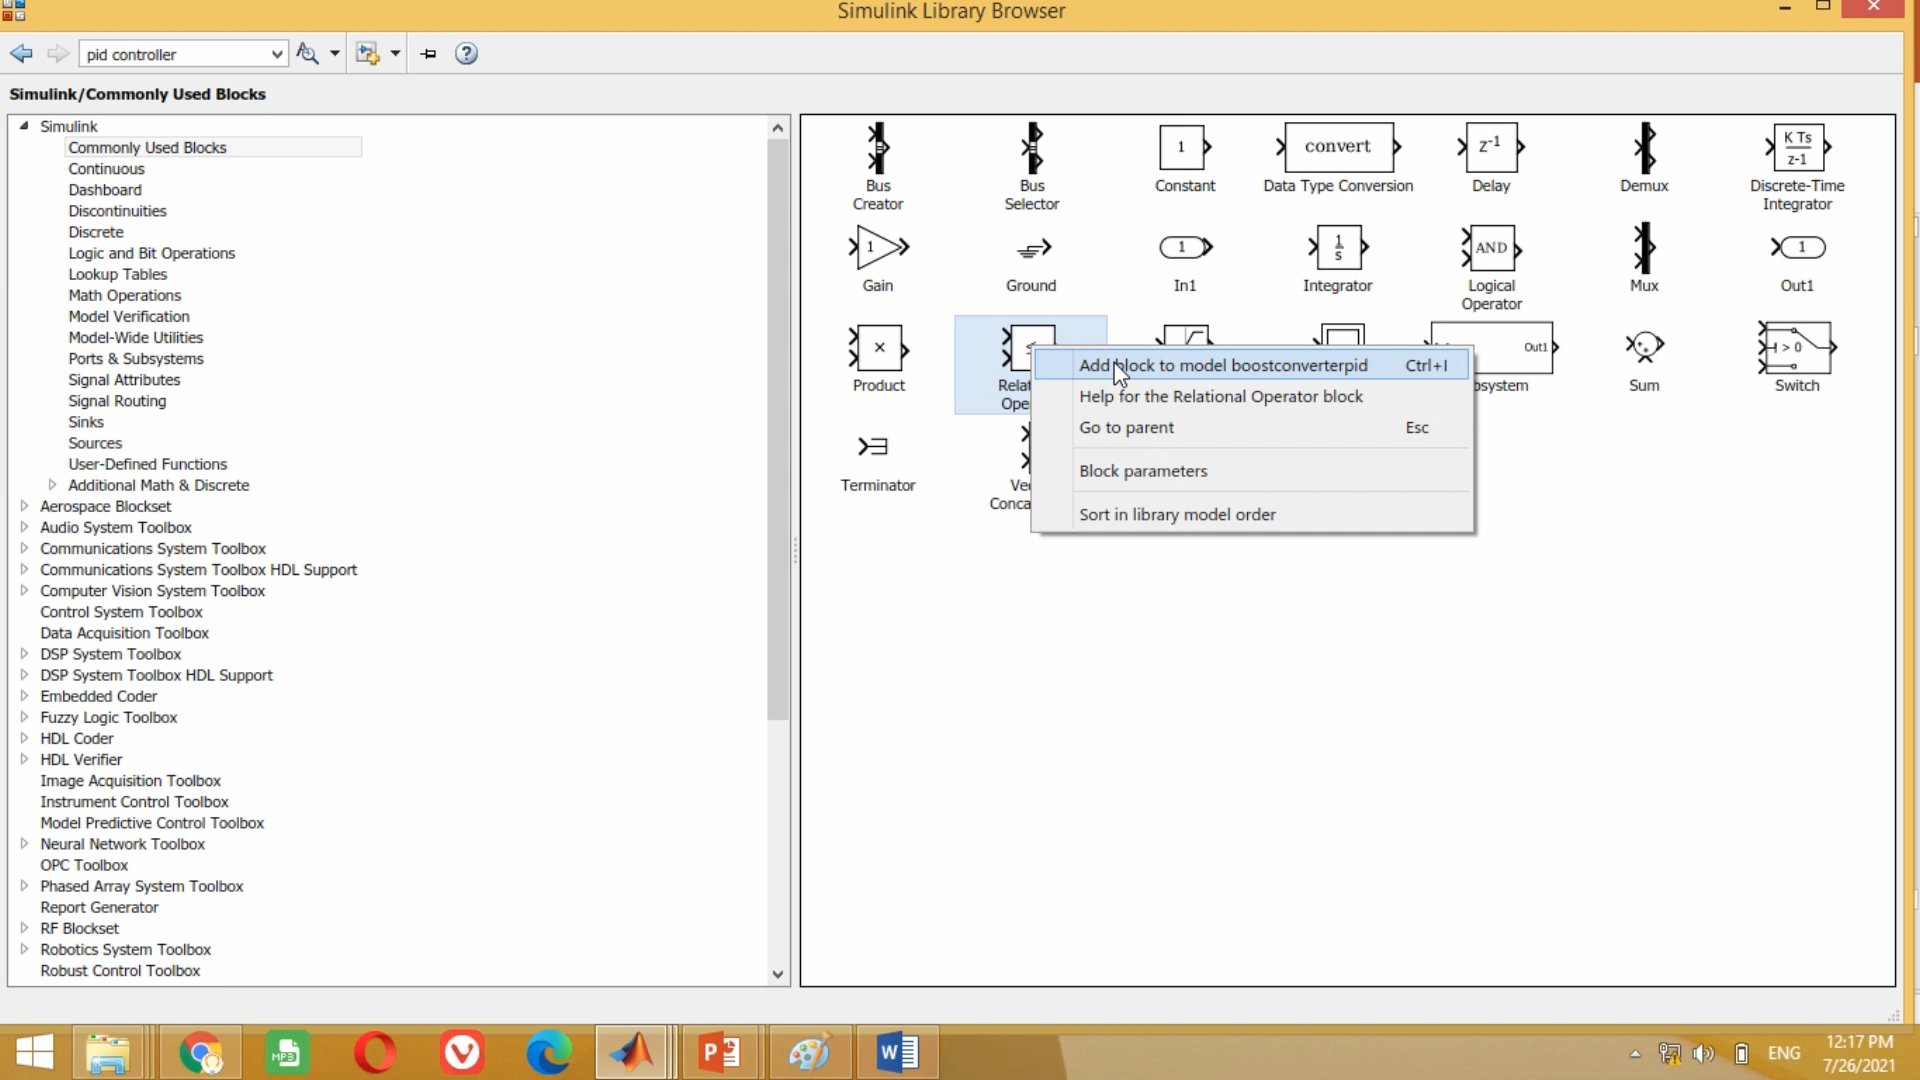 Simulink Library Browser
pid controller
Simulink/Commonly Used Blocks
Simulink
Commonly Used Blocks
Continuous
Dashboard
Discontinuities
Discrete
Logic and Bit Operations
Lookup Tables
Math Operations
Model Verification
Model-Wide Utilities
Ports & Subsystems
Signal Attributes
Signal Routing
Sinks
Sources
User-Defined Functions
Additional Math & Discrete
Aerospace Blockset
Audio System Toolbox
Communications System Toolbox
Communications System Toolbox HDL Support
Computer Vision System Toolbox
Control System Toolbox
Data Acquisition Toolbox
DSP System Toolbox
DSP System Toolbox HDL Support
Embedded Coder
Fuzzy Logic Toolbox
HDL Coder
HDL Verifier
Image Acquisition Toolbox
Instrument Control Toolbox
Model Predictive Control Toolbox
Neural Network Toolbox
OPC Toolbox
Phased Array System Toolbox
Report Generator
RF Blockset
Robotics System Toolbox
Robust Control Toolbox
1 convert z-1 K Ts
z-1
Bus Bus Constant Data Type Conversion Delay Demux Discrete-Time
Creator Selector Integrator
1 1 1 AND 1
s
Gain Ground In1 Integrator Logical Mux Out1
Operator
× Out1 > 0
Product Sum Switch
Add block to model boostconverterpid Ctrl+I
Help for the Relational Operator block
Go to parent Esc
Block parameters
Sort in library model order
Terminator
MP3
P
W
ENG
12:17 PM
7/26/2021